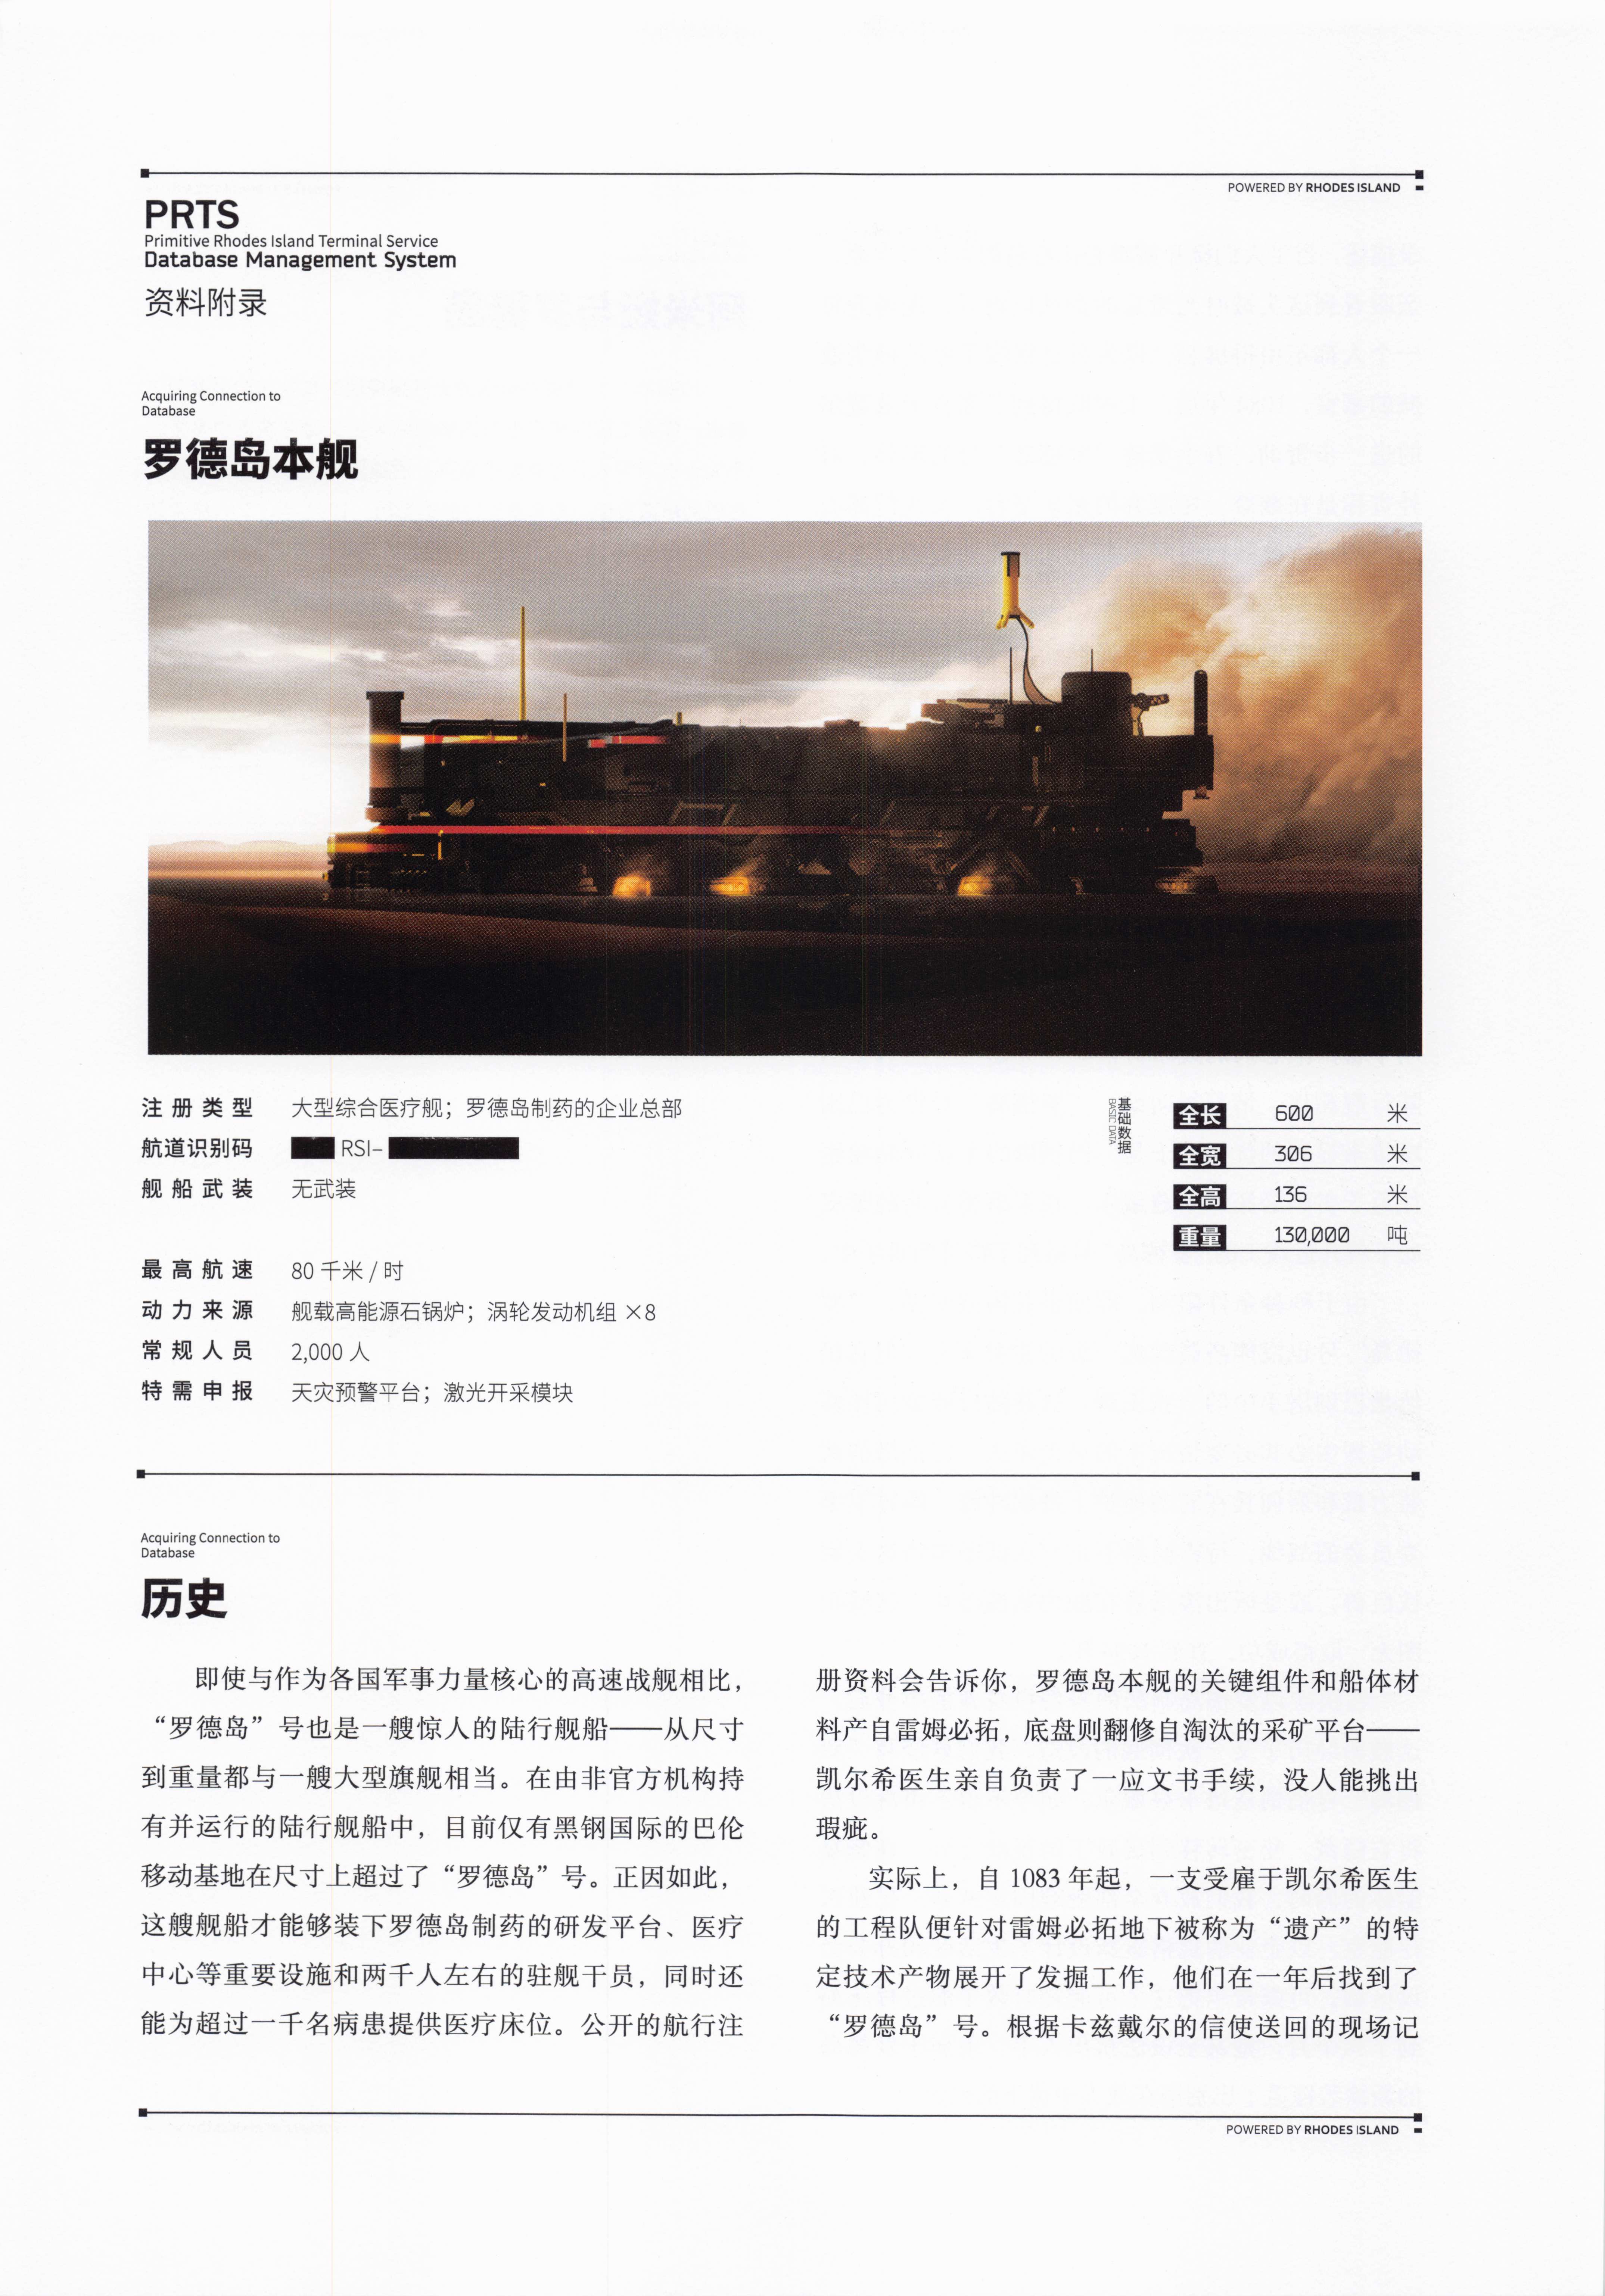 POWERED BY RHODES ISLAND
PRTS
Primitive Rhodes Island Terminal Service
Database Management System
资料附录
Acquiring Connection to
Database
罗德岛本舰
注册类型 大型综合医疗舰；罗德岛制药的企业总部
航道识别码 RSI–
舰船武装 无武装
最高航速 80 千米 / 时
动力来源 舰载高能源石锅炉；涡轮发动机组 ×8
常规人员 2,000 人
特需申报 天灾预警平台；激光开采模块
基础数据
BASIC DATA
全长 600 米
全宽 306 米
全高 136 米
重量 130,000 吨
Acquiring Connection to
Database
历史
即使与作为各国军事力量核心的高速战舰相比，
“罗德岛”号也是一艘惊人的陆行舰船——从尺寸
到重量都与一艘大型旗舰相当。在由非官方机构持
有并运行的陆行舰船中，目前仅有黑钢国际的巴伦
移动基地在尺寸上超过了“罗德岛”号。正因如此，
这艘舰船才能够装下罗德岛制药的研发平台、医疗
中心等重要设施和两千人左右的驻舰干员，同时还
能为超过一千名病患提供医疗床位。公开的航行注
册资料会告诉你，罗德岛本舰的关键组件和船体材
料产自雷姆必拓，底盘则翻修自淘汰的采矿平台——
凯尔希医生亲自负责了一应文书手续，没人能挑出
瑕疵。
实际上，自 1083 年起，一支受雇于凯尔希医生
的工程队便针对雷姆必拓地下被称为“遗产”的特
定技术产物展开了发掘工作，他们在一年后找到了
“罗德岛”号。根据卡兹戴尔的信使送回的现场记
POWERED BY RHODES ISLAND